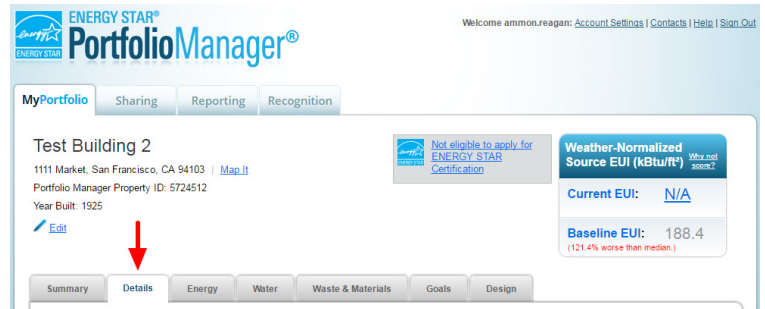 ENERGY STAR®
PortfolioManager®
energy
ENERGY STAR
Welcome ammon.reagan: Account Settings | Contacts | Help | Sign Out
MyPortfolio Sharing Reporting Recognition
Test Building 2
1111 Market, San Francisco, CA 94103 | Map It
Portfolio Manager Property ID: 5724512
Year Built: 1925
Edit
energy
ENERGY STAR
Not eligible to apply for
ENERGY STAR
Certification
Weather-Normalized
Source EUI (kBtu/ft²) Why not
score?
Current EUI: N/A
Baseline EUI: 188.4
(121.4% worse than median.)
Summary Details Energy Water Waste & Materials Goals Design